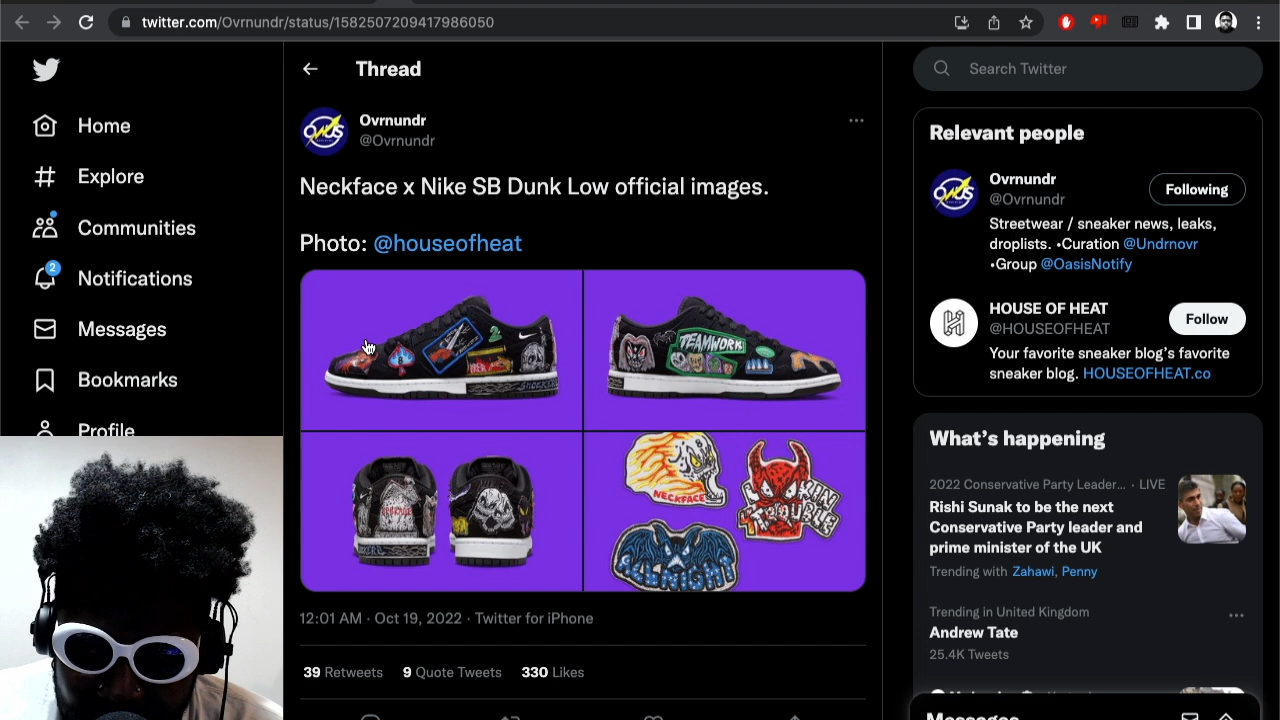 twitter.com/Ovrnundr/status/1582507209417986050
Thread
Search Twitter
Home
Explore
Communities
2
Notifications
Messages
Bookmarks
Profile
Ovrnundr
@Ovrnundr
Neckface x Nike SB Dunk Low official images.
Photo: @houseofheat
TEAMWORK
NECKFACE
LOOKIN
TROUBLE
ALLNIGHT
12:01 AM · Oct 19, 2022 · Twitter for iPhone
39 Retweets 9 Quote Tweets 330 Likes
Relevant people
Ovrnundr
@Ovrnundr
Following
Streetwear / sneaker news, leaks,
droplists. •Curation @Undrnovr
•Group @OasisNotify
HOUSE OF HEAT
@HOUSEOFHEAT
Follow
Your favorite sneaker blog's favorite
sneaker blog. HOUSEOFHEAT.co
What's happening
2022 Conservative Party Leader... · LIVE
Rishi Sunak to be the next
Conservative Party leader and
prime minister of the UK
Trending with Zahawi, Penny
Trending in United Kingdom
Andrew Tate
25.4K Tweets
Messages